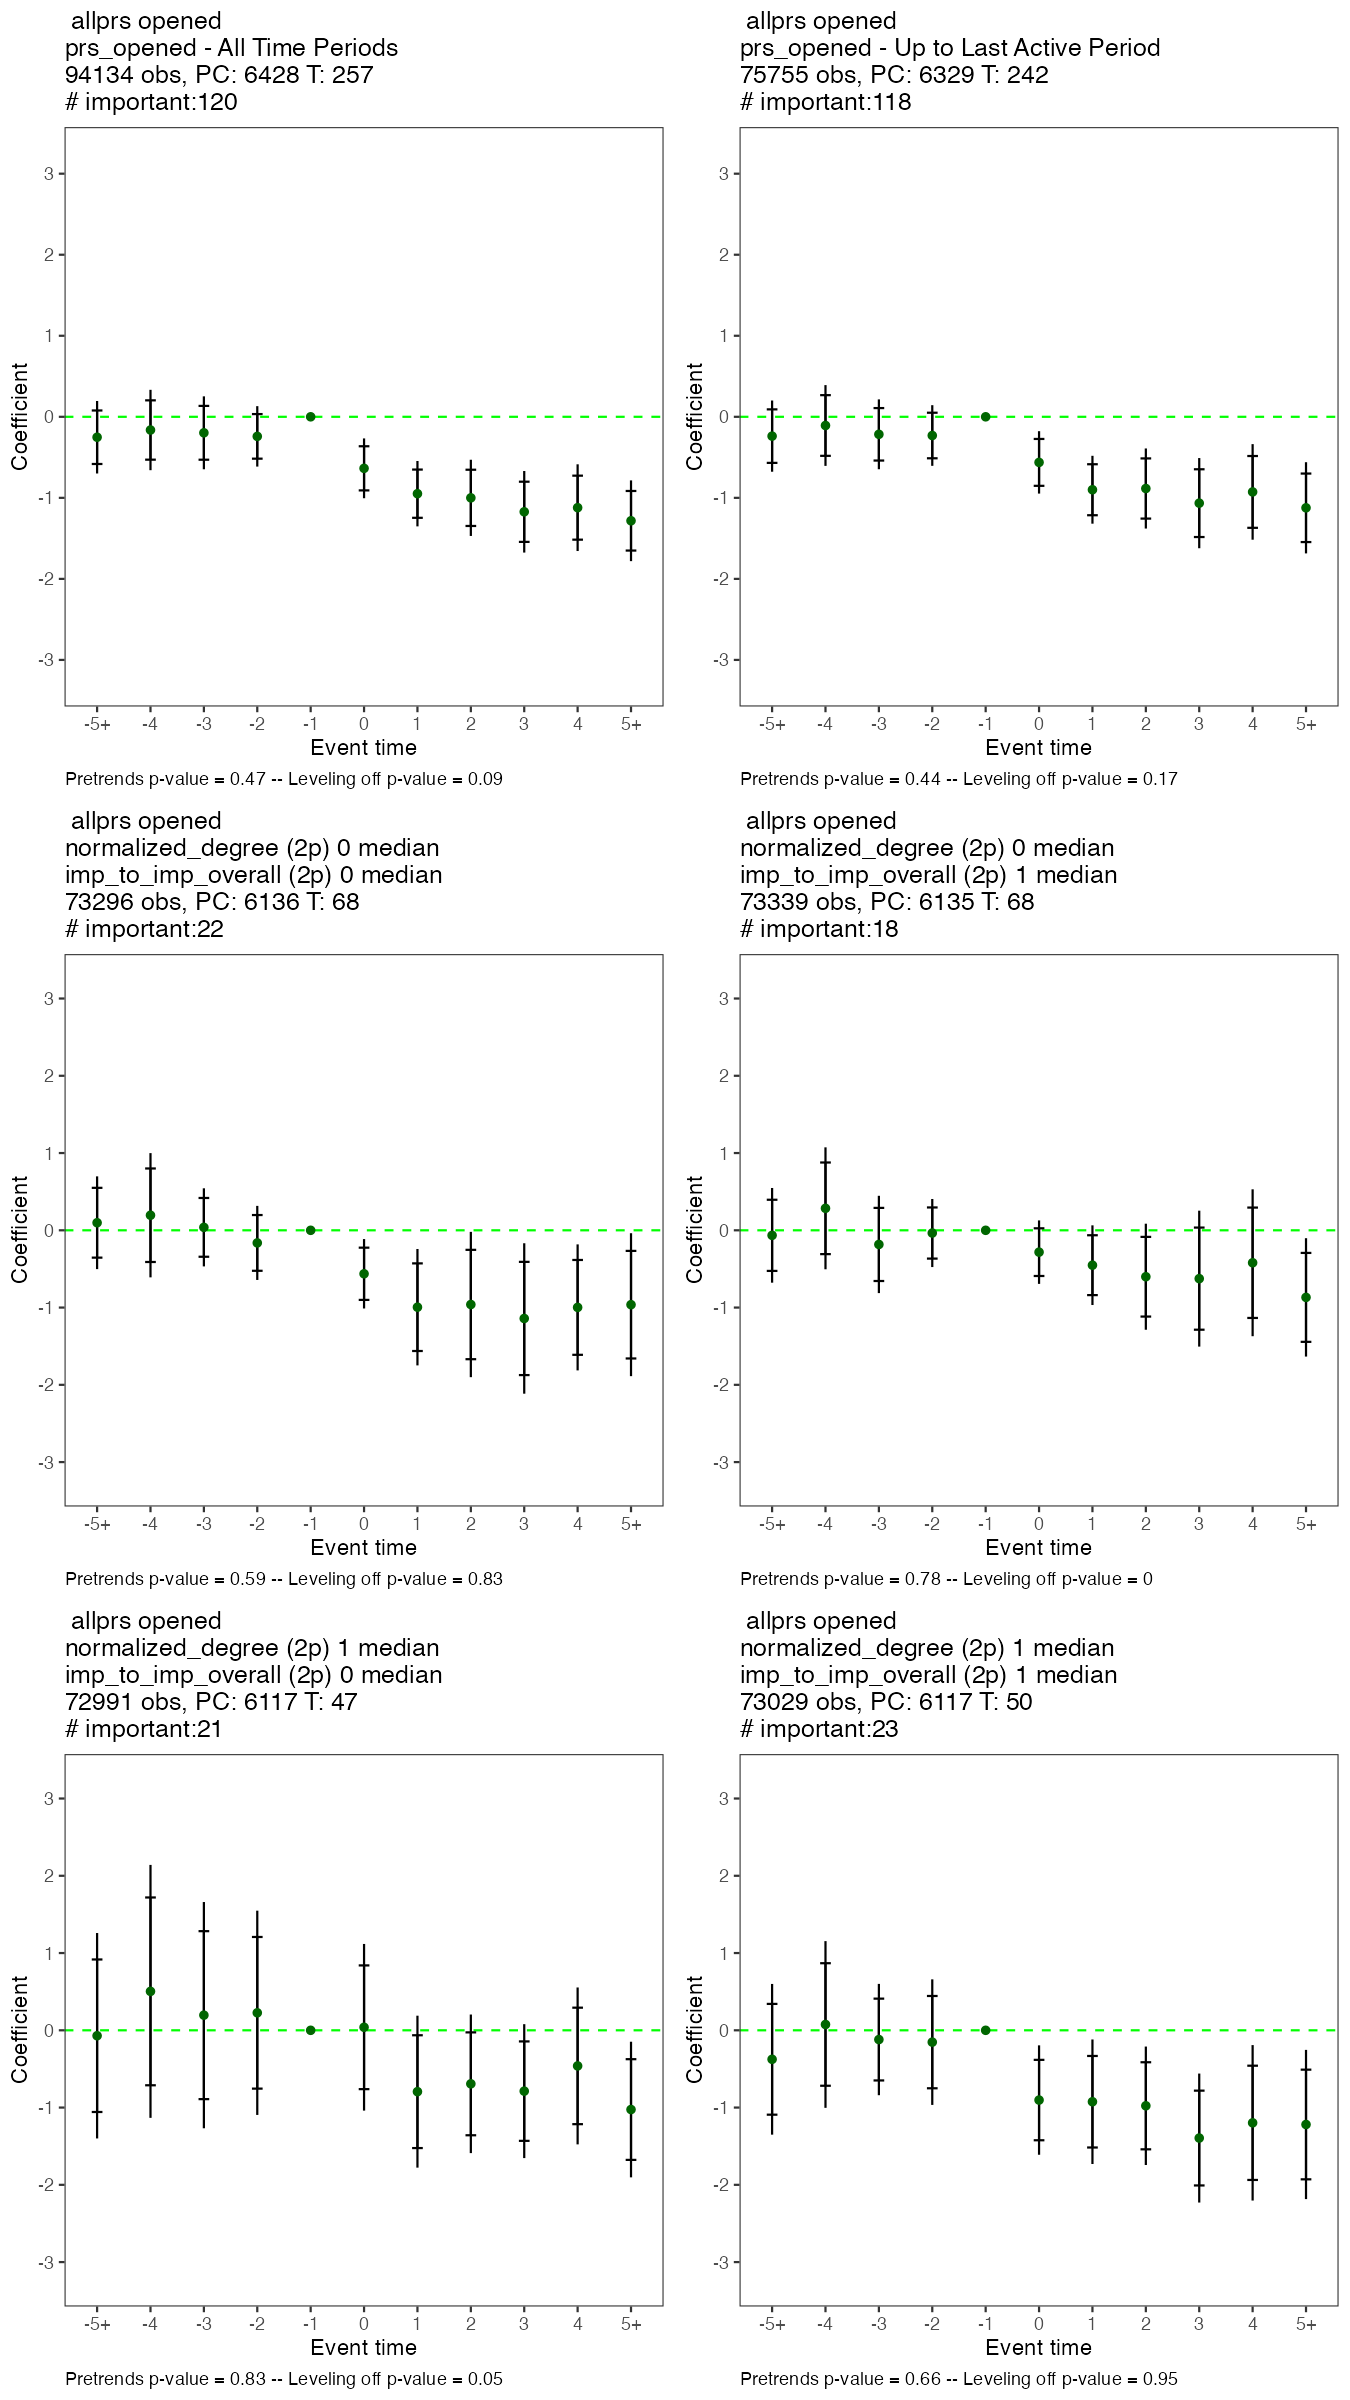 allprs opened
prs_opened - All Time Periods
94134 obs, PC: 6428 T: 257
# important:120
3
2
1
0
-1
-2
-3
Coefficient
-5+ -4 -3 -2 -1 0 1 2 3 4 5+
Event time
Pretrends p-value = 0.47 -- Leveling off p-value = 0.09
allprs opened
prs_opened - Up to Last Active Period
75755 obs, PC: 6329 T: 242
# important:118
3
2
1
0
-1
-2
-3
Coefficient
-5+ -4 -3 -2 -1 0 1 2 3 4 5+
Event time
Pretrends p-value = 0.44 -- Leveling off p-value = 0.17
allprs opened
normalized_degree (2p) 0 median
imp_to_imp_overall (2p) 0 median
73296 obs, PC: 6136 T: 68
# important:22
3
2
1
0
-1
-2
-3
Coefficient
-5+ -4 -3 -2 -1 0 1 2 3 4 5+
Event time
Pretrends p-value = 0.59 -- Leveling off p-value = 0.83
allprs opened
normalized_degree (2p) 0 median
imp_to_imp_overall (2p) 1 median
73339 obs, PC: 6135 T: 68
# important:18
3
2
1
0
-1
-2
-3
Coefficient
-5+ -4 -3 -2 -1 0 1 2 3 4 5+
Event time
Pretrends p-value = 0.78 -- Leveling off p-value = 0
allprs opened
normalized_degree (2p) 1 median
imp_to_imp_overall (2p) 0 median
72991 obs, PC: 6117 T: 47
# important:21
3
2
1
0
-1
-2
-3
Coefficient
-5+ -4 -3 -2 -1 0 1 2 3 4 5+
Event time
Pretrends p-value = 0.83 -- Leveling off p-value = 0.05
allprs opened
normalized_degree (2p) 1 median
imp_to_imp_overall (2p) 1 median
73029 obs, PC: 6117 T: 50
# important:23
3
2
1
0
-1
-2
-3
Coefficient
-5+ -4 -3 -2 -1 0 1 2 3 4 5+
Event time
Pretrends p-value = 0.66 -- Leveling off p-value = 0.95